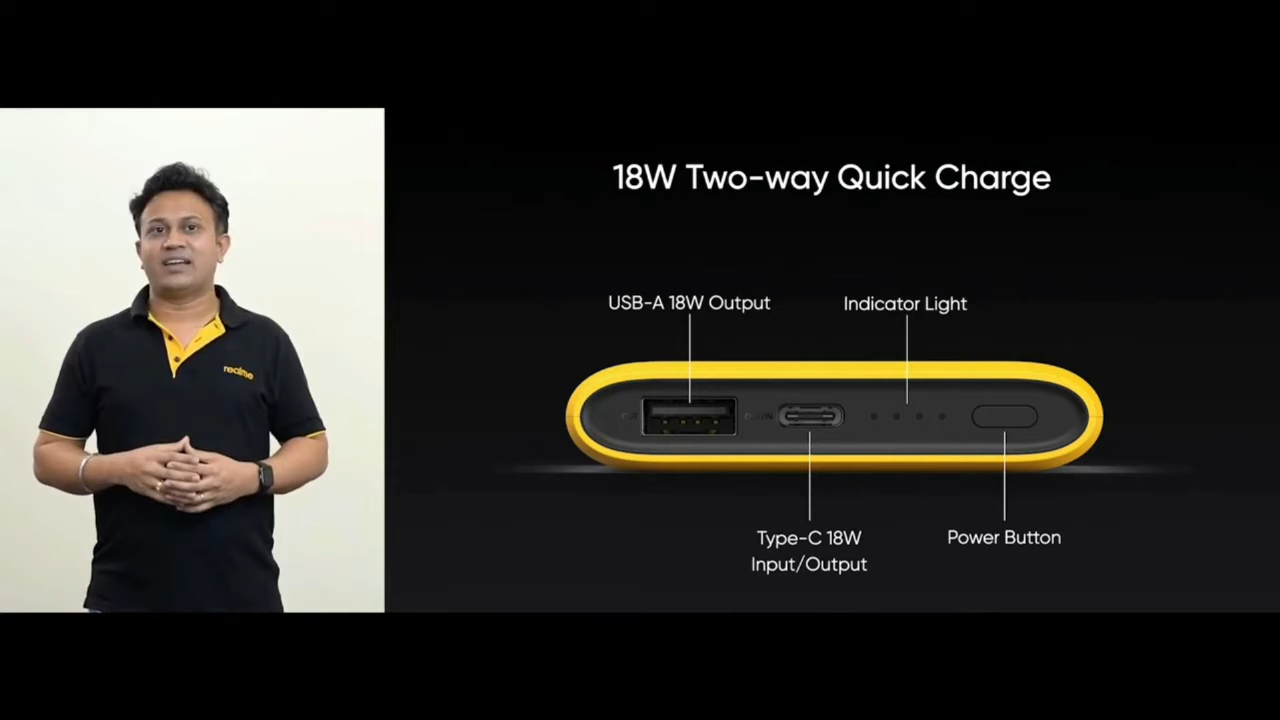 18W Two-way Quick Charge
USB-A 18W Output
Indicator Light
realme
Type-C 18W
Input/Output
Power Button